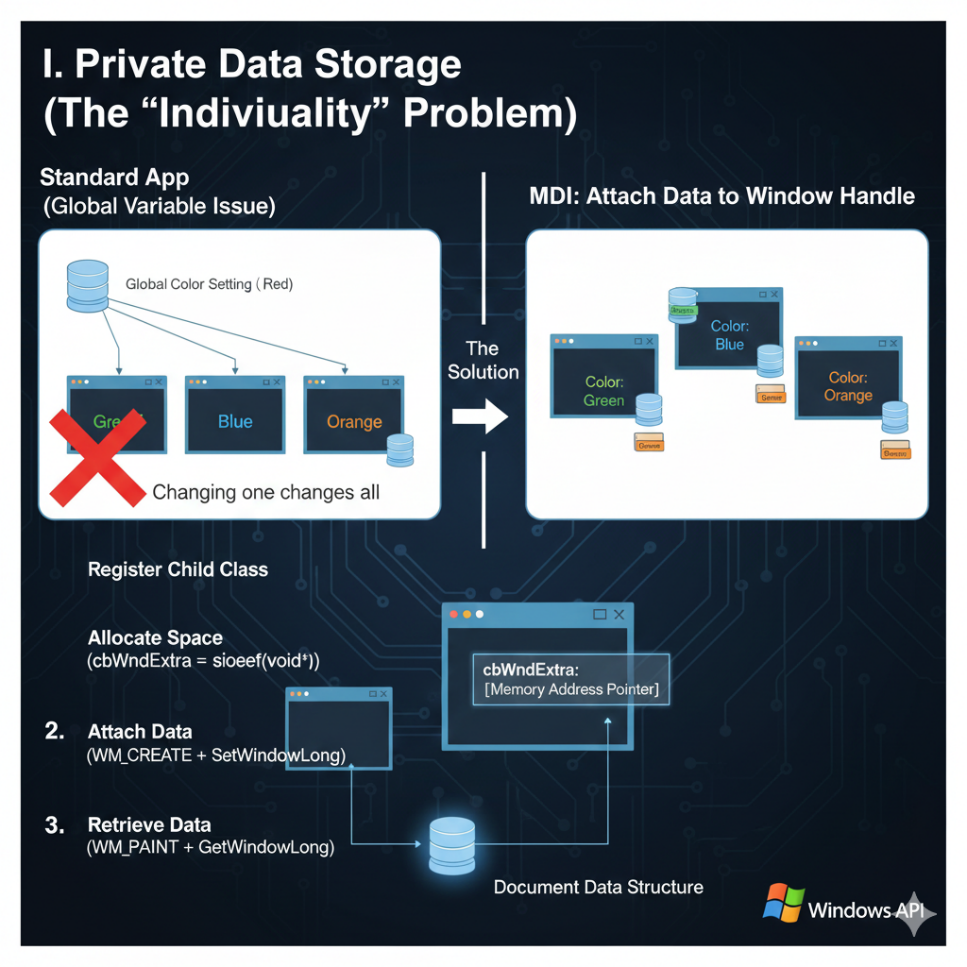 I. Private Data Storage
(The “Indiviuality” Problem)
Standard App
(Global Variable Issue)
Global Color Setting (Red)
Blue
Orange
Changing one changes all
The
Solution
MDI: Attach Data to Window Handle
Color:
Green
Color:
Blue
Color:
Orange
Register Child Class
Allocate Space
(cbWndExtra = sioeef(void*))
2. Attach Data
(WM_CREATE + SetWindowLong)
3. Retrieve Data
(WM_PAINT + GetWindowLong)
cbWndExtra:
[Memory Address Pointer]
Document Data Structure
Windows API